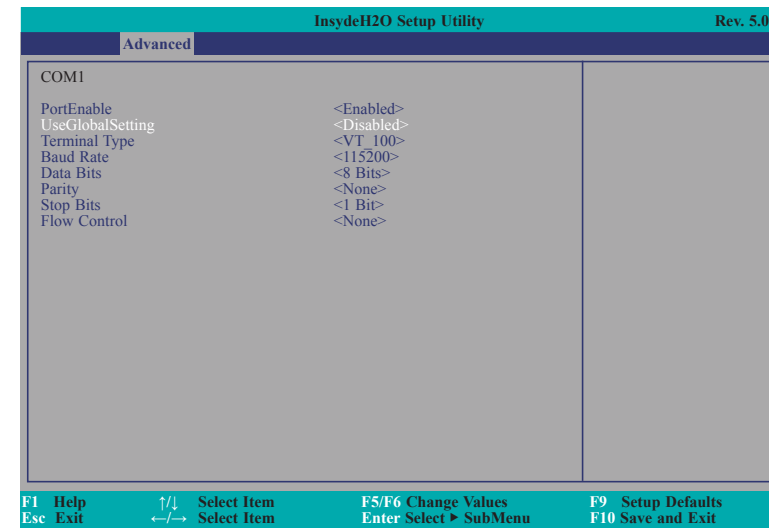 InsydeH2O Setup Utility Rev. 5.0
Advanced
COM1
PortEnable <Enabled>
UseGlobalSetting <Disabled>
Terminal Type <VT_100>
Baud Rate <115200>
Data Bits <8 Bits>
Parity <None>
Stop Bits <1 Bit>
Flow Control <None>
F1 Help ↑/↓ Select Item F5/F6 Change Values F9 Setup Defaults
Esc Exit ←/→ Select Item Enter Select ► SubMenu F10 Save and Exit